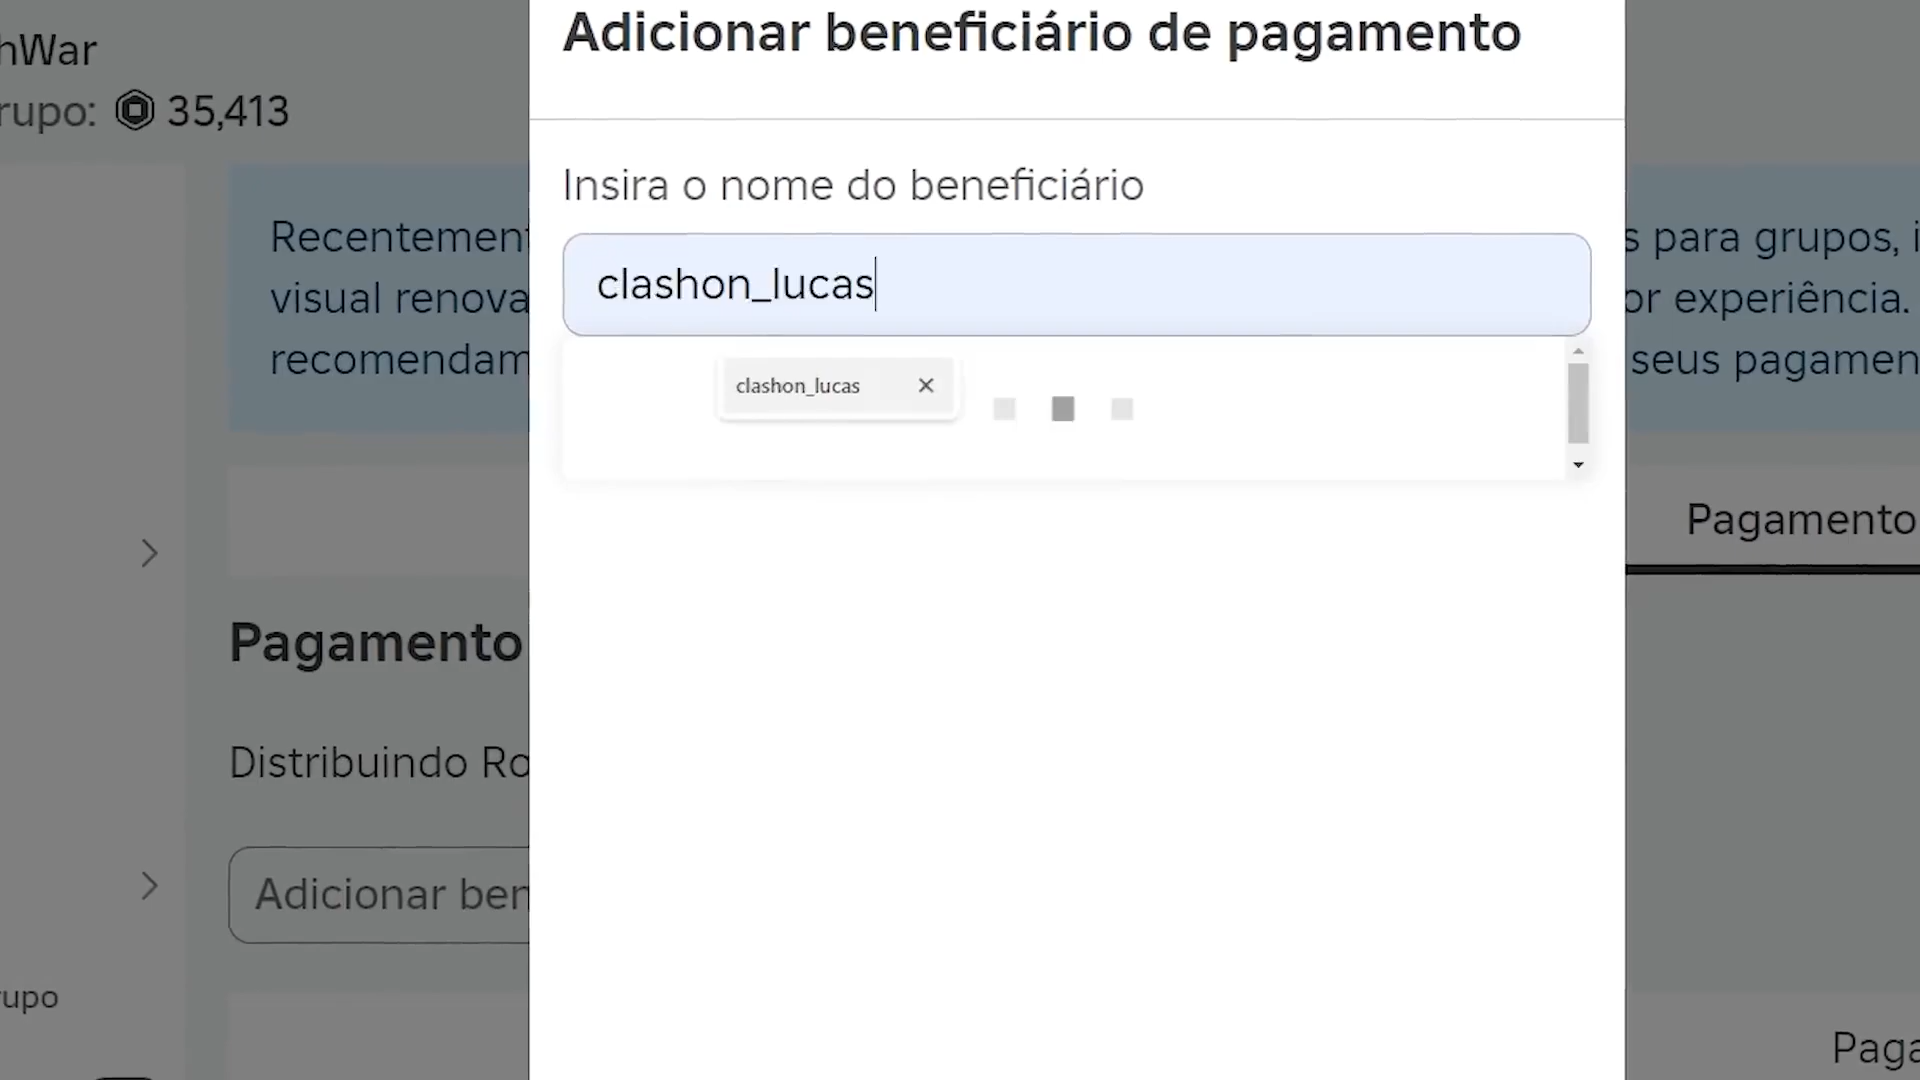 Adicionar beneficiário de pagamento
hWar
rupo: 35,413
Insira o nome do beneficiário
clashon_lucas
clashon_lucas
Recentement
visual renova
recomendam
s para grupos, i
or experiência.
seus pagamen
Pagamento
Pagamento
Distribuindo Ro
Adicionar ben
rupo
Paga